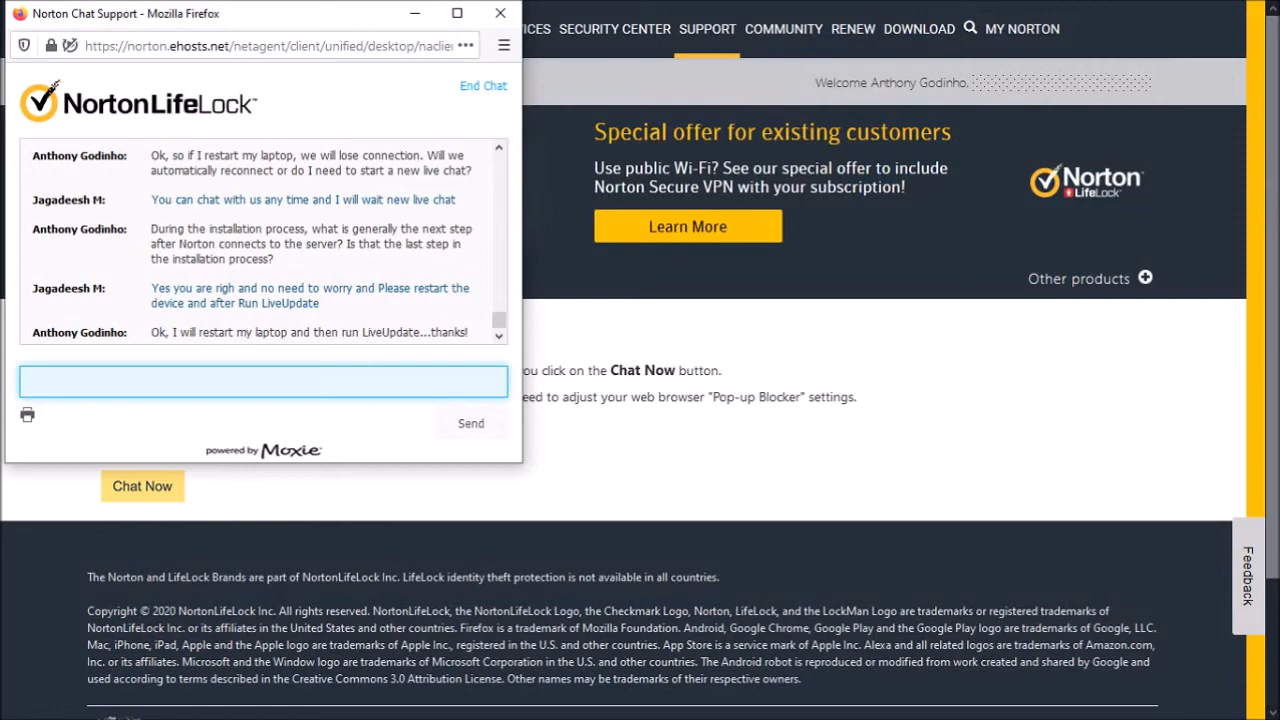 Norton Chat Support - Mozilla Firefox
https://norton.ehosts.net/netagent/client/unified/desktop/naclie
End Chat
NortonLifeLock
Anthony Godinho: Ok, so if I restart my laptop, we will lose connection. Will we
automatically reconnect or do I need to start a new live chat?
Jagadeesh M: You can chat with us any time and I will wait new live chat
Anthony Godinho: During the installation process, what is generally the next step
after Norton connects to the server? Is that the last step in
the installation process?
Jagadeesh M: Yes you are righ and no need to worry and Please restart the
device and after Run LiveUpdate
Anthony Godinho: Ok, I will restart my laptop and then run LiveUpdate...thanks!
Send
powered by Moxie
ICES SECURITY CENTER SUPPORT COMMUNITY RENEW DOWNLOAD MY NORTON
Welcome Anthony Godinho,
Special offer for existing customers
Use public Wi-Fi? See our special offer to include
Norton Secure VPN with your subscription!
Learn More
Norton
LifeLock
Other products
you click on the Chat Now button.
need to adjust your web browser "Pop-up Blocker" settings.
Chat Now
Feedback
The Norton and LifeLock Brands are part of NortonLifeLock Inc. LifeLock identity theft protection is not available in all countries.
Copyright © 2020 NortonLifeLock Inc. All rights reserved. NortonLifeLock, the NortonLifeLock Logo, the Checkmark Logo, Norton, LifeLock, and the LockMan Logo are trademarks or registered trademarks of
NortonLifeLock Inc. or its affiliates in the United States and other countries. Firefox is a trademark of Mozilla Foundation. Android, Google Chrome, Google Play and the Google Play logo are trademarks of Google, LLC.
Mac, iPhone, iPad, Apple and the Apple logo are trademarks of Apple Inc., registered in the U.S. and other countries. App Store is a service mark of Apple Inc. Alexa and all related logos are trademarks of Amazon.com,
Inc. or its affiliates. Microsoft and the Window logo are trademarks of Microsoft Corporation in the U.S. and other countries. The Android robot is reproduced or modified from work created and shared by Google and
used according to terms described in the Creative Commons 3.0 Attribution License. Other names may be trademarks of their respective owners.